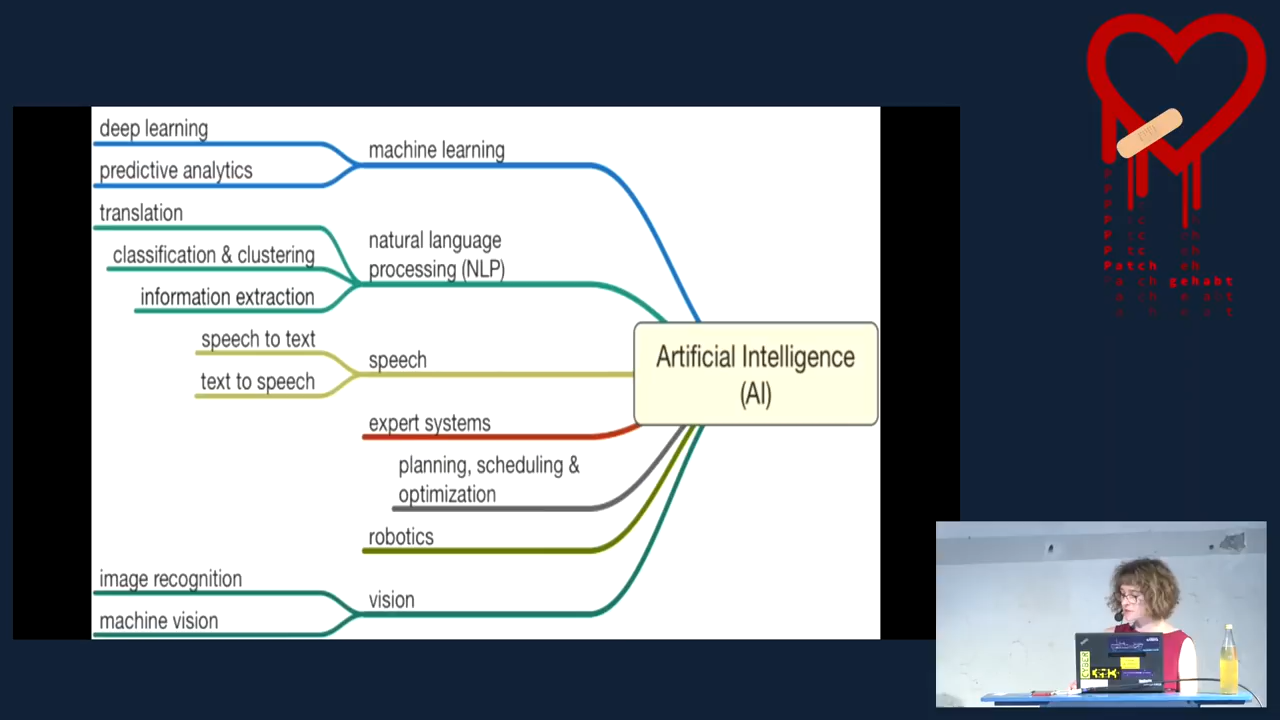 deep learning
predictive analytics
machine learning
translation
classification & clustering
information extraction
natural language
processing (NLP)
speech to text
text to speech
speech
expert systems
planning, scheduling &
optimization
robotics
image recognition
machine vision
vision
Artificial Intelligence
(AI)
Patch
gehabt
CYBER